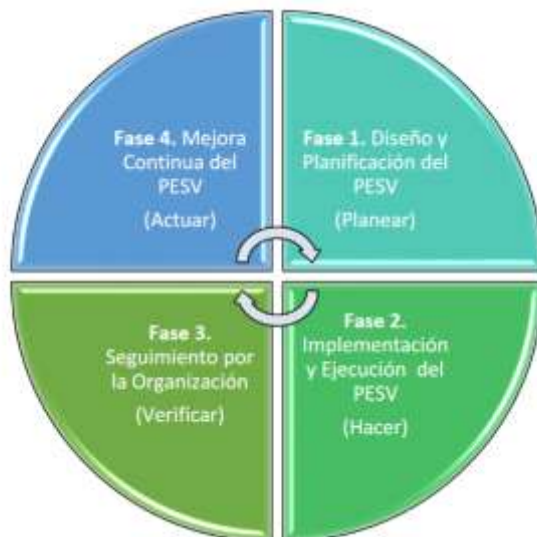 Fase 4. Mejora
Continua del
PESV
(Actuar)
Fase 1. Diseño y
Planificación del
PESV
(Planear)
Fase 3.
Seguimiento por
la Organización
(Verificar)
Fase 2.
Implementación
y Ejecución del
PESV
(Hacer)